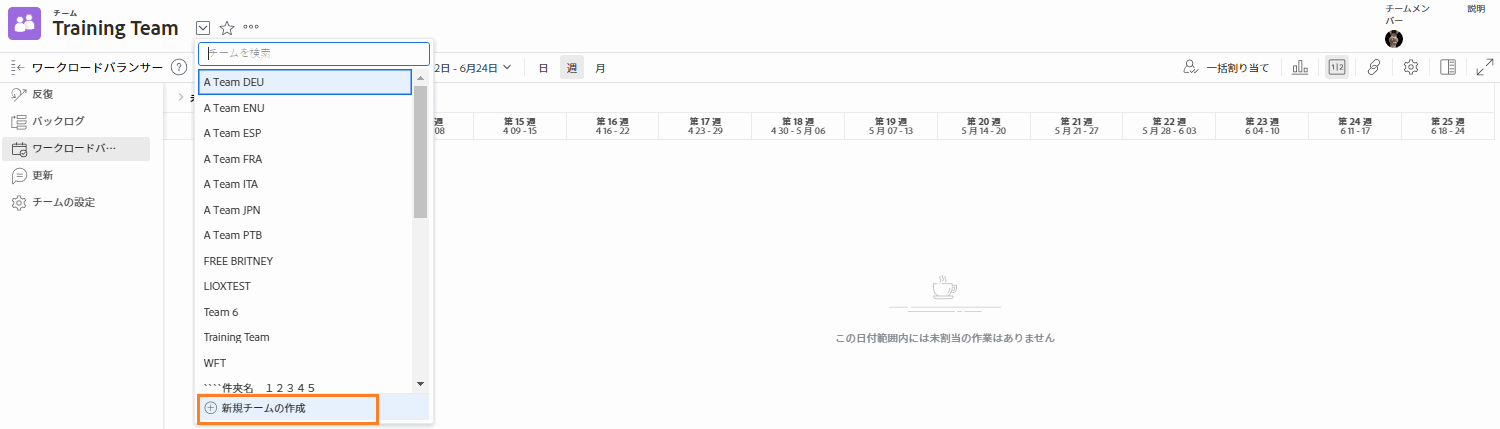 チーム
Training Team
チームメンバー
説明
ワークロードバランサー
?
2日 - 6月24日
日
週
月
一括割り当て
1|2
反復
バックログ
ワークロードバ…
更新
チームの設定
チームを検索
A Team DEU
A Team ENU
A Team ESP
A Team FRA
A Team ITA
A Team JPN
A Team PTB
FREE BRITNEY
LIOXTEST
Team 6
Training Team
WFT
````件夾名　１２３４５
新規チームの作成
週
08
第 15 週
4 09 - 15
第 16 週
4 16 - 22
第 17 週
4 23 - 29
第 18 週
4 30 - 5 月 06
第 19 週
5 月 07 - 13
第 20 週
5 月 14 - 20
第 21 週
5 月 21 - 27
第 22 週
5 月 28 - 6 03
第 23 週
6 04 - 10
第 24 週
6 11 - 17
第 25 週
6 18 - 24
この日付範囲内には未割当の作業はありません